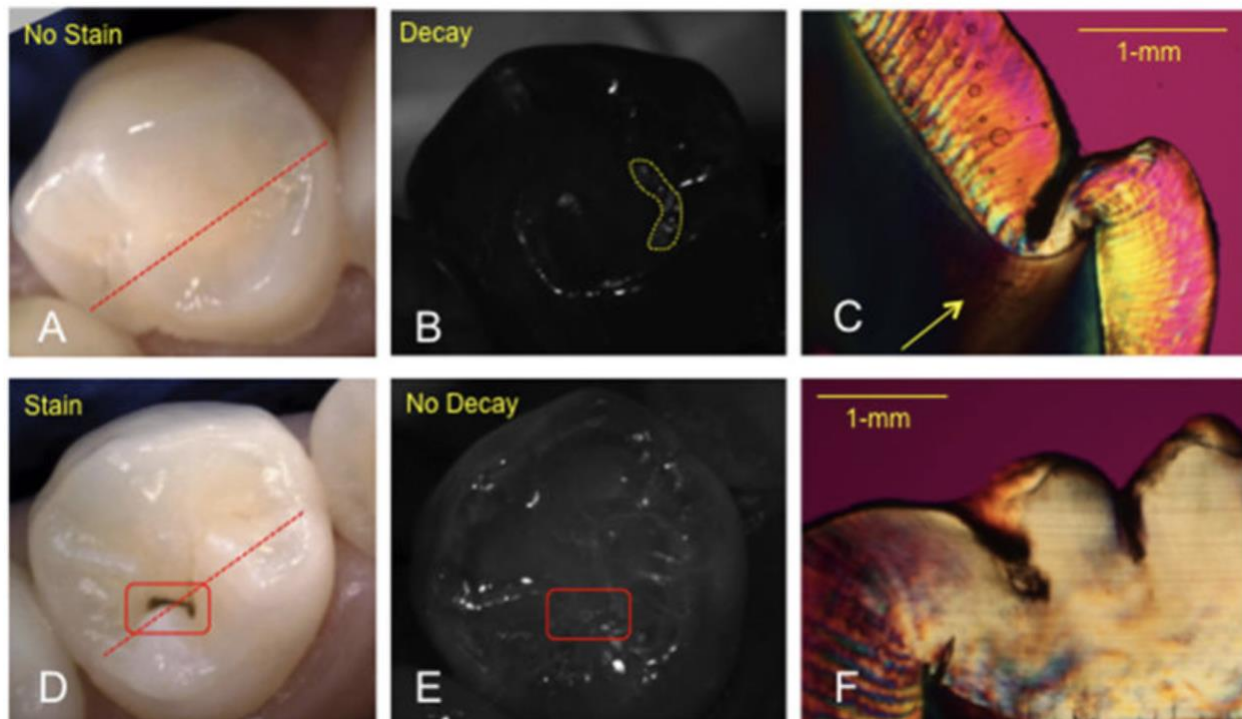 No Stain
Decay
1-mm
A
B
C
Stain
No Decay
1-mm
D
E
F